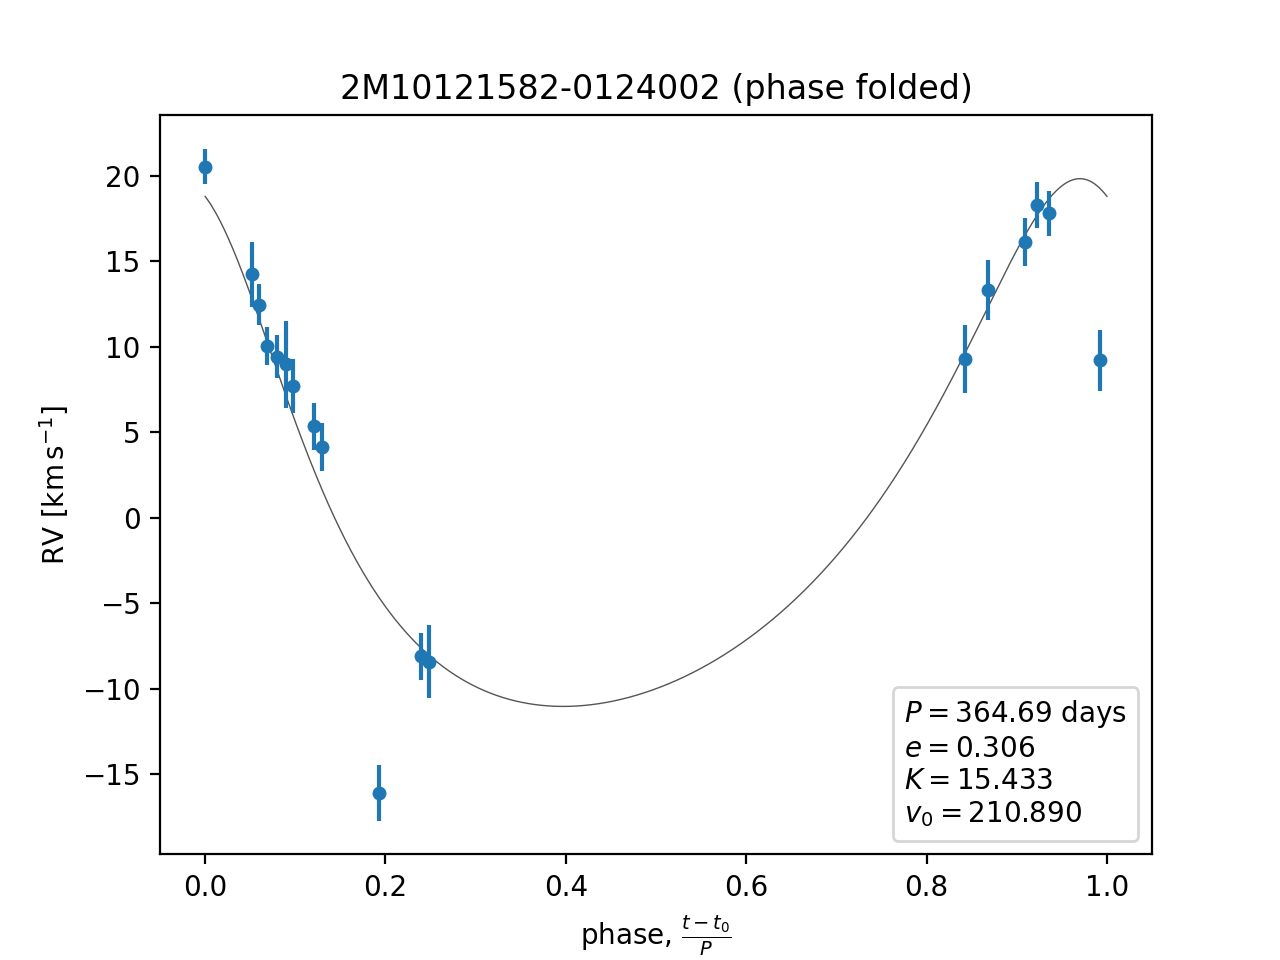 2M10121582-0124002 (phase folded)
RV [km s⁻¹]
20
15
10
5
0
−5
−10
−15
P = 364.69 days
e = 0.306
K = 15.433
v₀ = 210.890
0.0 0.2 0.4 0.6 0.8 1.0
phase, (t − t₀)/P